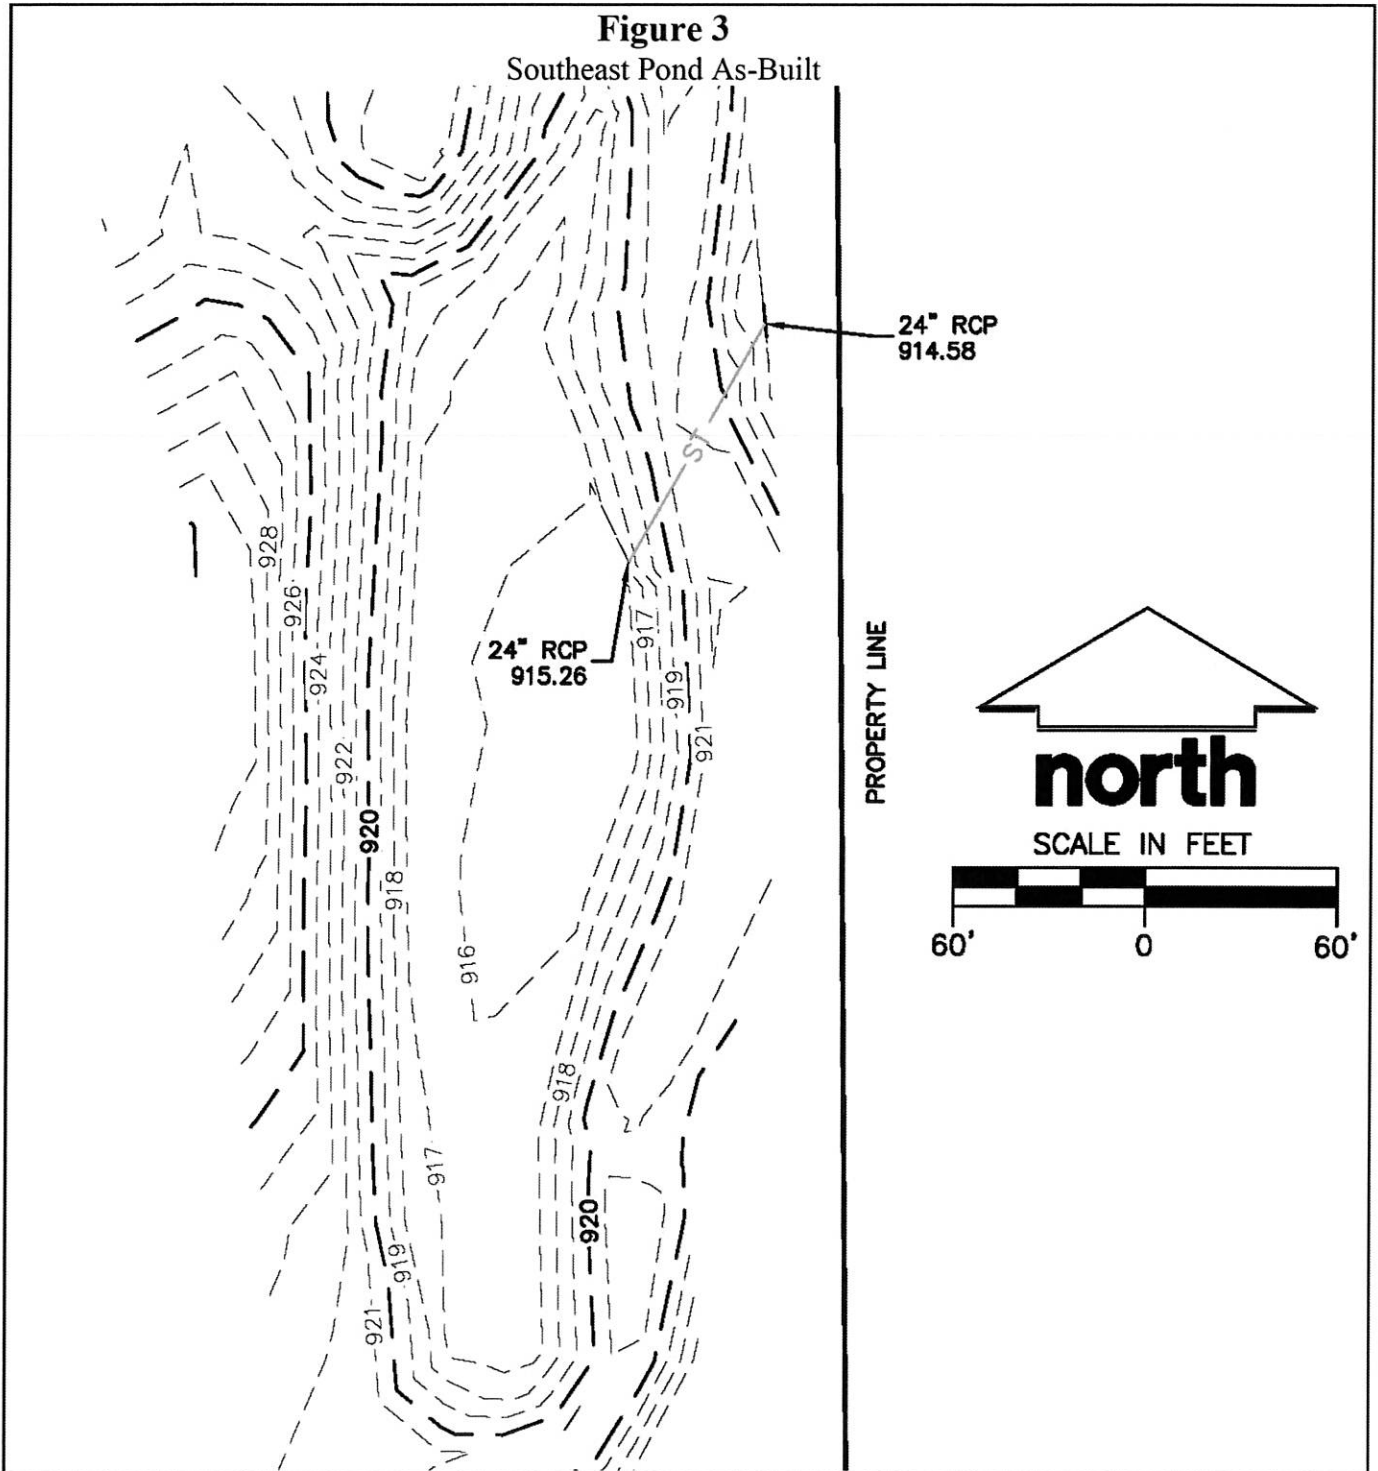 Figure 3
Southeast Pond As-Built
24" RCP
914.58
ST
928
926
924
922
920
918
24" RCP
915.26
917
919
921
PROPERTY LINE
north
SCALE IN FEET
60' 0 60'
916
918
917
920
919
921